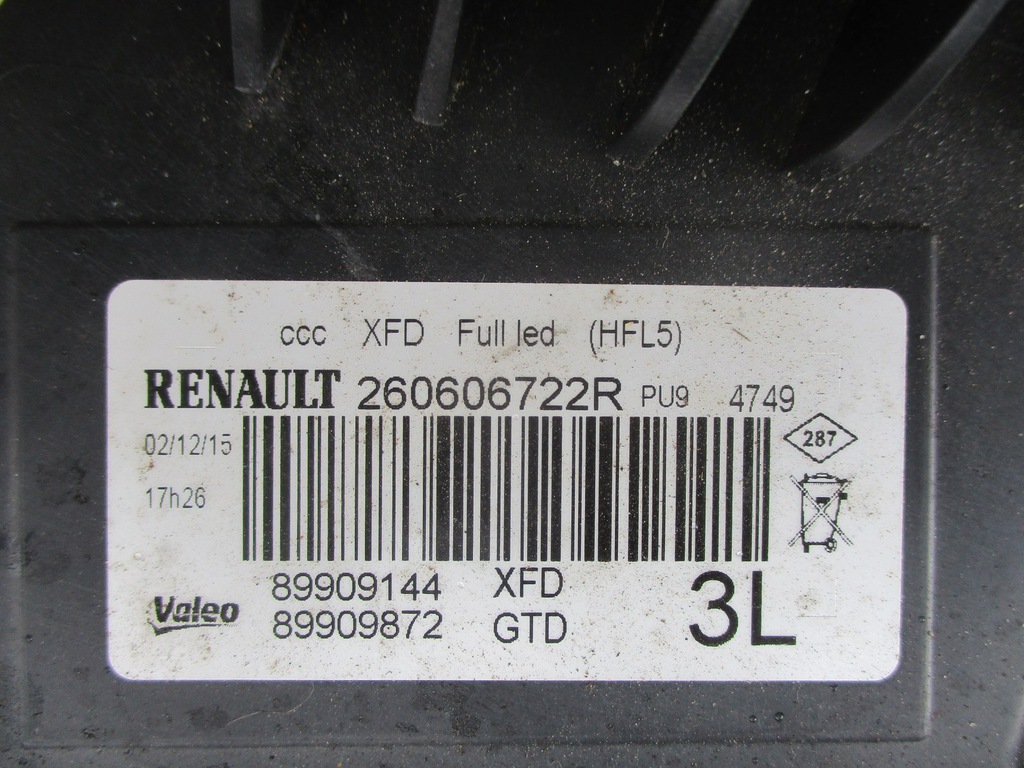 ccc XFD Full led (HFL5)
RENAULT 260606722R PU9 4749
02/12/15
287
17h26
89909144 XFD
Valeo 89909872 GTD
3L